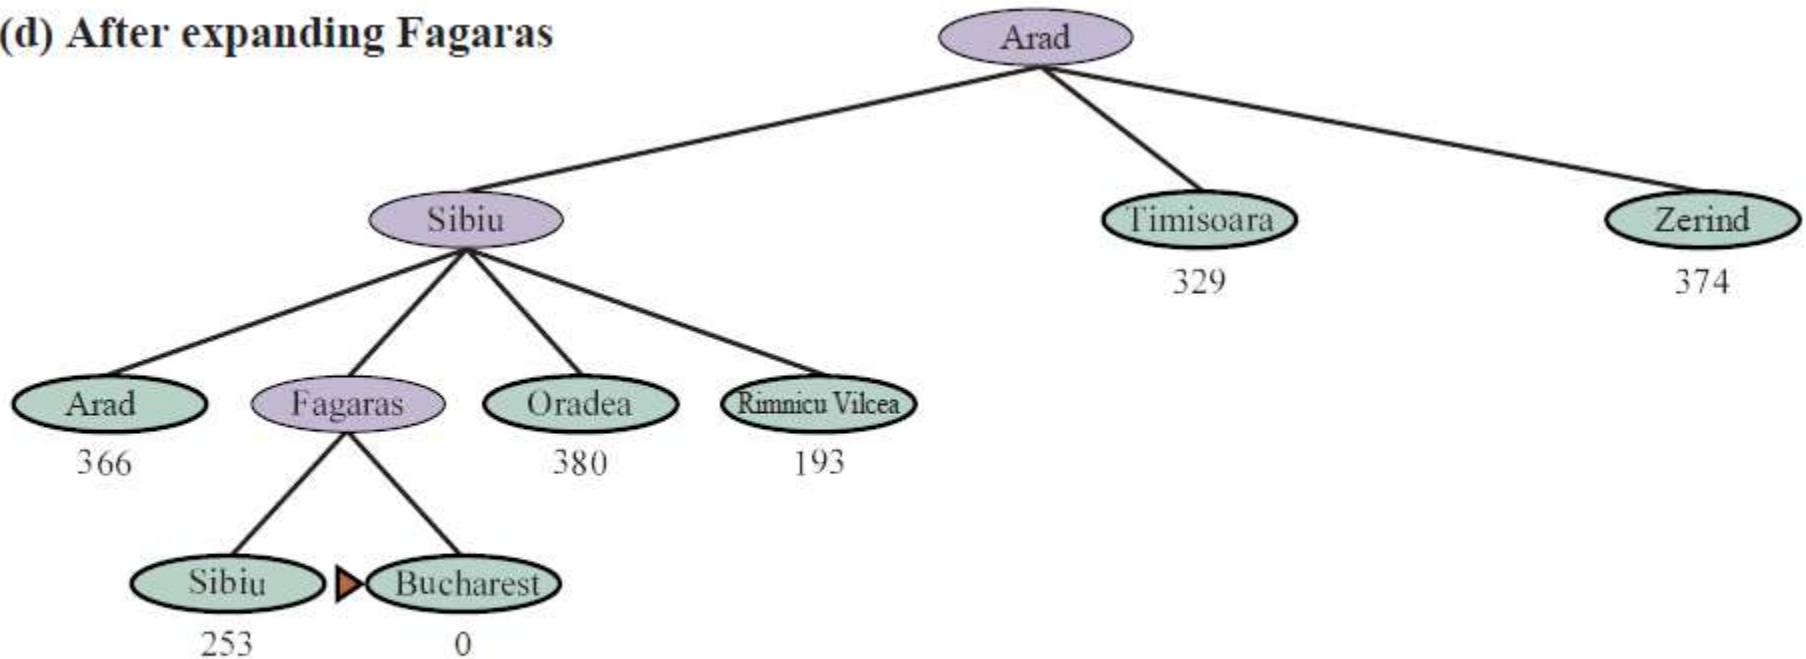 (d) After expanding Fagaras
Arad
Sibiu
Timisoara
Zerind
329
374
Arad
Fagaras
Oradea
Rimnicu Vilcea
366
380
193
Sibiu
Bucharest
253
0